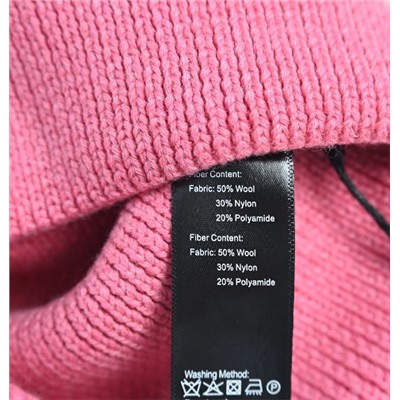 Fiber Content:
Fabric: 50% Wool
30% Nylon
20% Polyamide
Fiber Content:
Fabric: 50% Wool
30% Nylon
20% Polyamide
Washing Method: